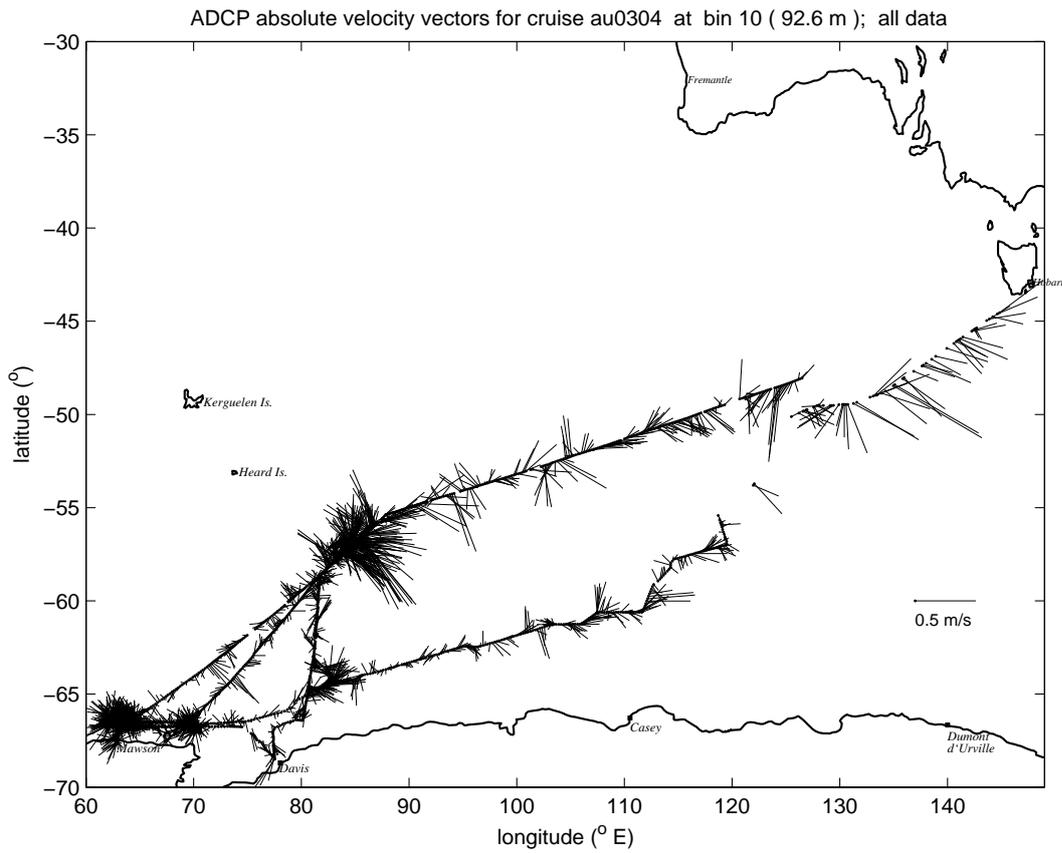 ADCP absolute velocity vectors for cruise au0304 at bin 10 ( 92.6 m ); all data
−30
−35
−40
−45
−50
−55
−60
−65
−70
latitude (°)
Fremantle
Hobart
Kerguelen Is.
Heard Is.
0.5 m/s
Mawson
Davis
Casey
Dumont
d'Urville
60
70
80
90
100
110
120
130
140
longitude (° E)